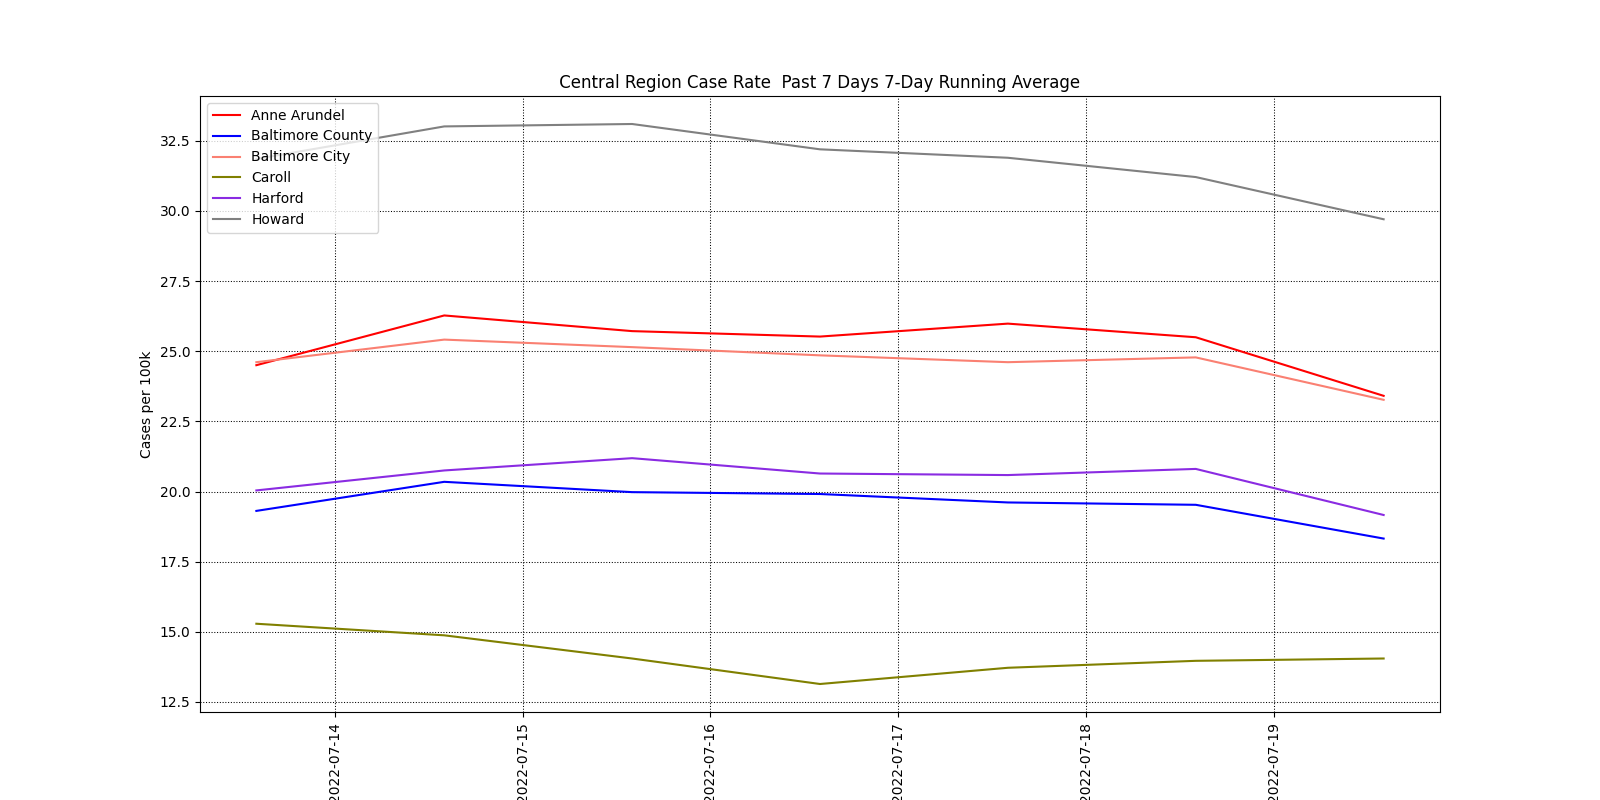 Central Region Case Rate  Past 7 Days 7-Day Running Average
Anne Arundel
Baltimore County
Baltimore City
Caroll
Harford
Howard
Cases per 100k
32.5
30.0
27.5
25.0
22.5
20.0
17.5
15.0
12.5
2022-07-14
2022-07-15
2022-07-16
2022-07-17
2022-07-18
2022-07-19